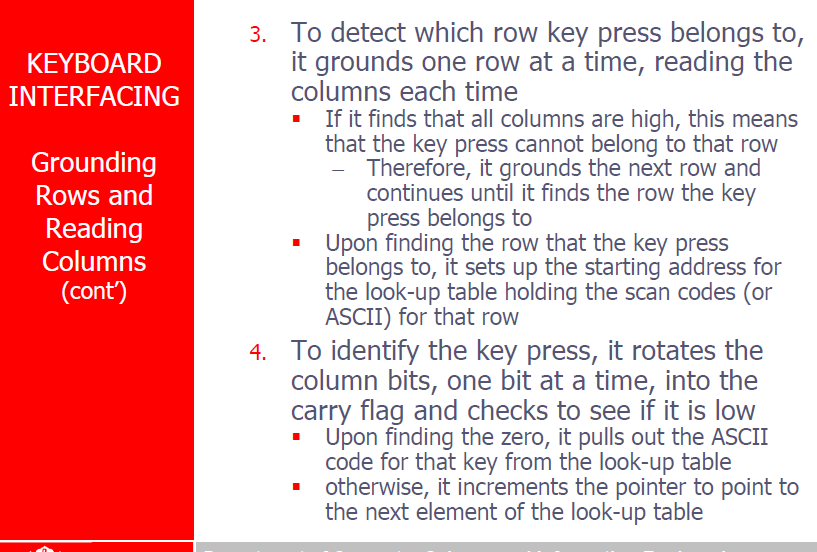 KEYBOARD
INTERFACING
Grounding
Rows and
Reading
Columns
(cont’)
3. To detect which row key press belongs to,
it grounds one row at a time, reading the
columns each time
▪ If it finds that all columns are high, this means
that the key press cannot belong to that row
– Therefore, it grounds the next row and
continues until it finds the row the key
press belongs to
▪ Upon finding the row that the key press
belongs to, it sets up the starting address for
the look-up table holding the scan codes (or
ASCII) for that row
4. To identify the key press, it rotates the
column bits, one bit at a time, into the
carry flag and checks to see if it is low
▪ Upon finding the zero, it pulls out the ASCII
code for that key from the look-up table
▪ otherwise, it increments the pointer to point to
the next element of the look-up table